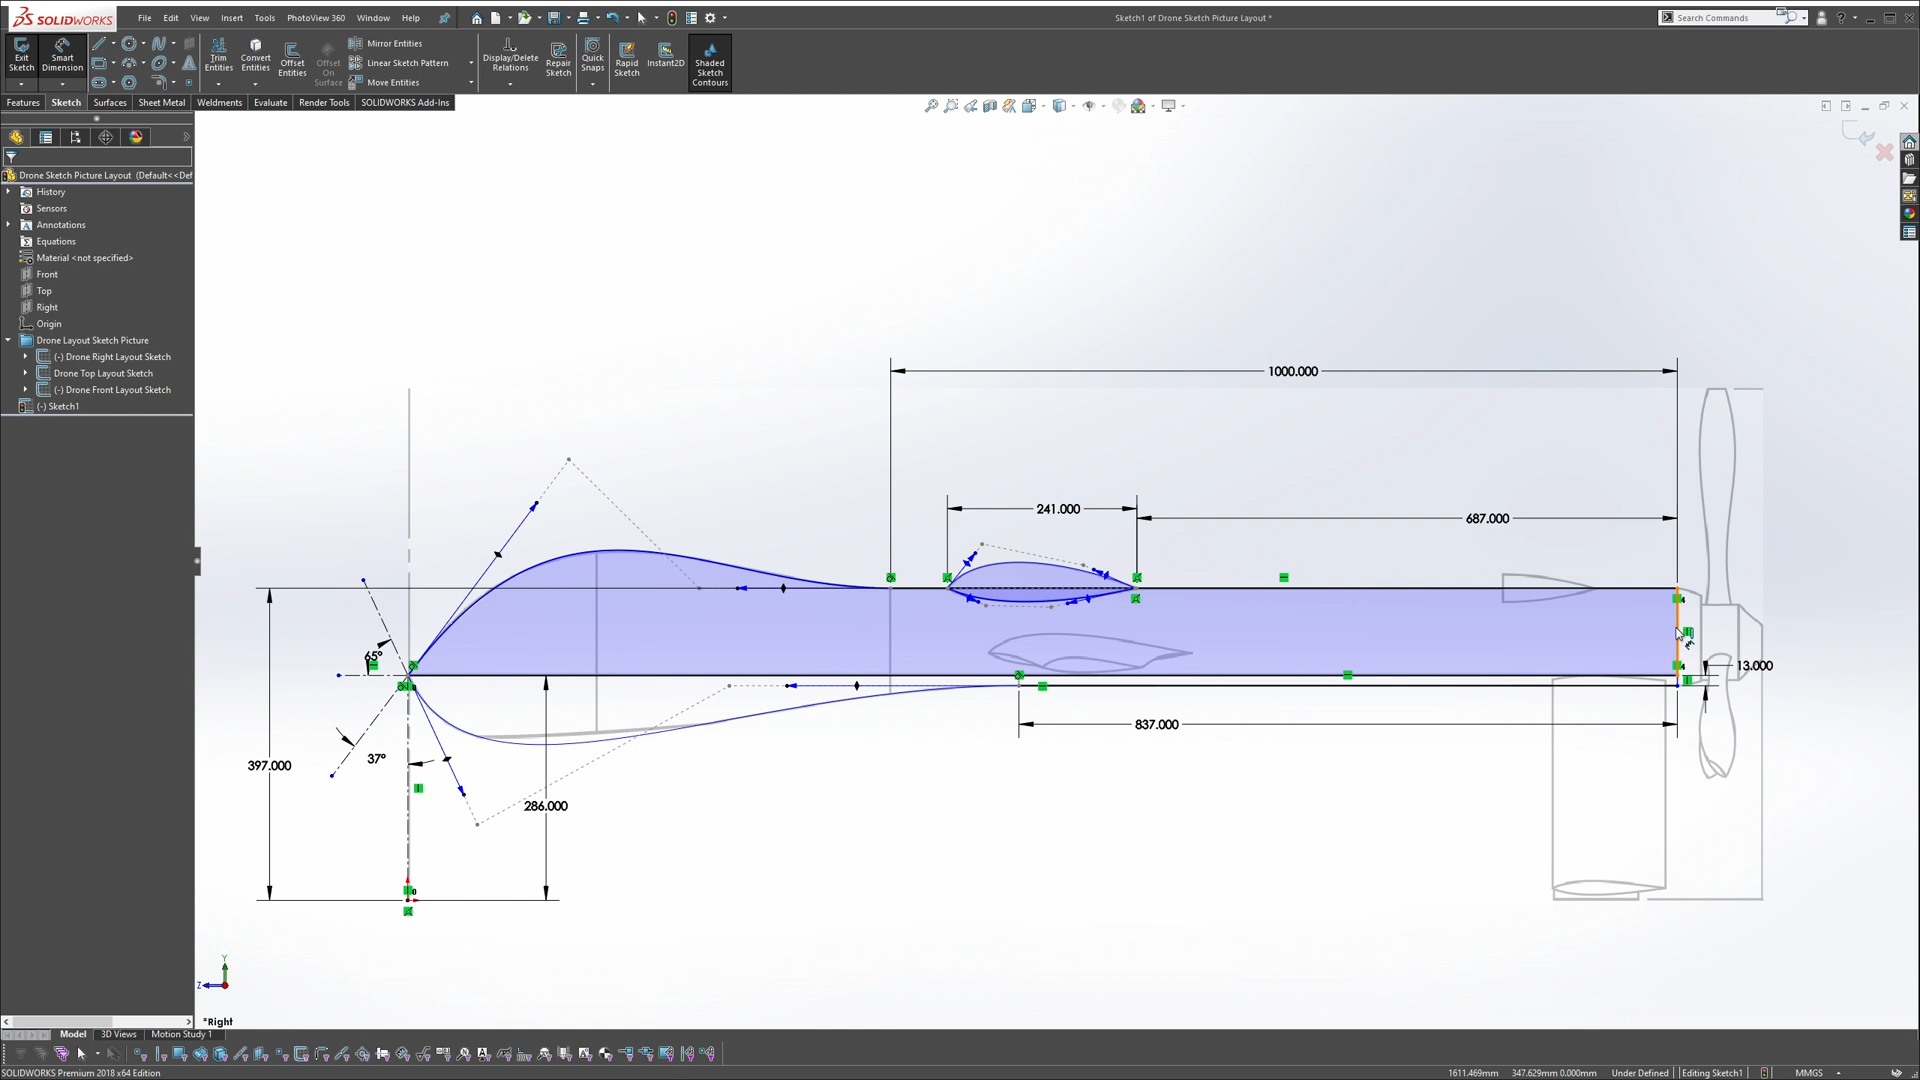 SOLIDWORKS
File Edit View Insert Tools PhotoView 360 Window Help
Sketch1 of Drone Sketch Picture Layout *
Search Commands
Exit Sketch
Smart Dimension
Trim Entities
Convert Entities
Offset Entities
Offset On Surface
Mirror Entities
Linear Sketch Pattern
Move Entities
Display/Delete Relations
Repair Sketch
Quick Snaps
Rapid Sketch
Instant2D
Shaded Sketch Contours
Features Sketch Surfaces Sheet Metal Weldments Evaluate Render Tools SOLIDWORKS Add-Ins
Drone Sketch Picture Layout (Default<<Def
History
Sensors
Annotations
Equations
Material <not specified>
Front
Top
Right
Origin
Drone Layout Sketch Picture
(-) Drone Right Layout Sketch
Drone Top Layout Sketch
(-) Drone Front Layout Sketch
(-) Sketch1
1000.000
241.000
687.000
65°
13.000
837.000
37°
397.000
286.000
Y
Z
*Right
Model 3D Views Motion Study 1
SOLIDWORKS Premium 2018 x64 Edition
1611.469mm 347.629mm 0.000mm Under Defined Editing Sketch1 MMGS